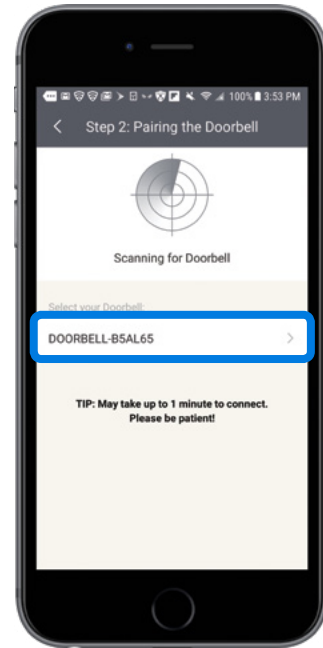 100% 3:53 PM
Step 2: Pairing the Doorbell
Scanning for Doorbell
Select your Doorbell:
DOORBELL-B5AL65
TIP: May take up to 1 minute to connect.
Please be patient!